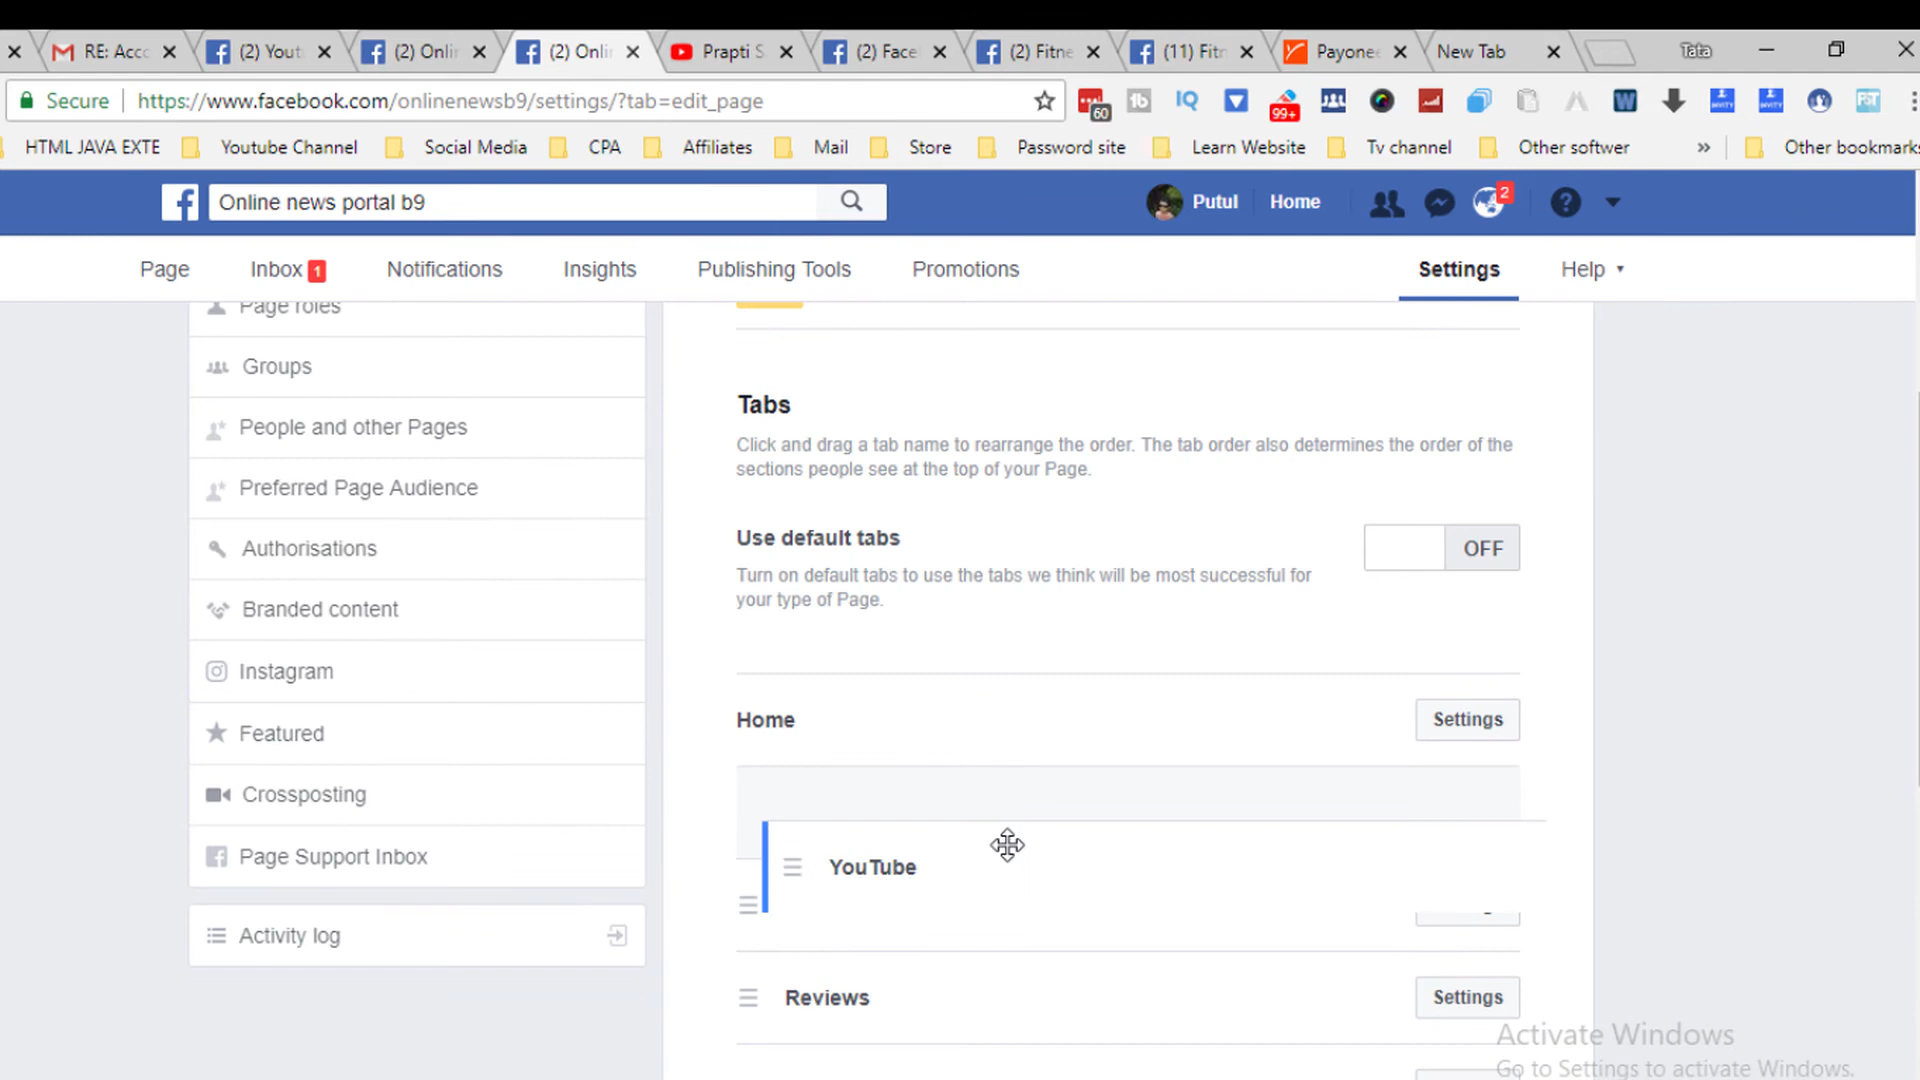 RE: Acc
(2) Yout
(2) Onli
(2) Onli
Prapti S
(2) Face
(2) Fitne
(11) Fitn
Payonee
New Tab
Tata
Secure
https://www.facebook.com/onlinenewsb9/settings/?tab=edit_page
60
IQ
99+
HTML JAVA EXTE
Youtube Channel
Social Media
CPA
Affiliates
Mail
Store
Password site
Learn Website
Tv channel
Other softwer
»
Other bookmarks
Online news portal b9
Putul
Home
2
Page
Inbox 1
Notifications
Insights
Publishing Tools
Promotions
Settings
Help
Page roles
Groups
People and other Pages
Preferred Page Audience
Authorisations
Branded content
Instagram
Featured
Crossposting
Page Support Inbox
Activity log
Tabs
Click and drag a tab name to rearrange the order. The tab order also determines the order of the
sections people see at the top of your Page.
Use default tabs
OFF
Turn on default tabs to use the tabs we think will be most successful for
your type of Page.
Home
Settings
YouTube
Reviews
Settings
Activate Windows
Go to Settings to activate Windows.